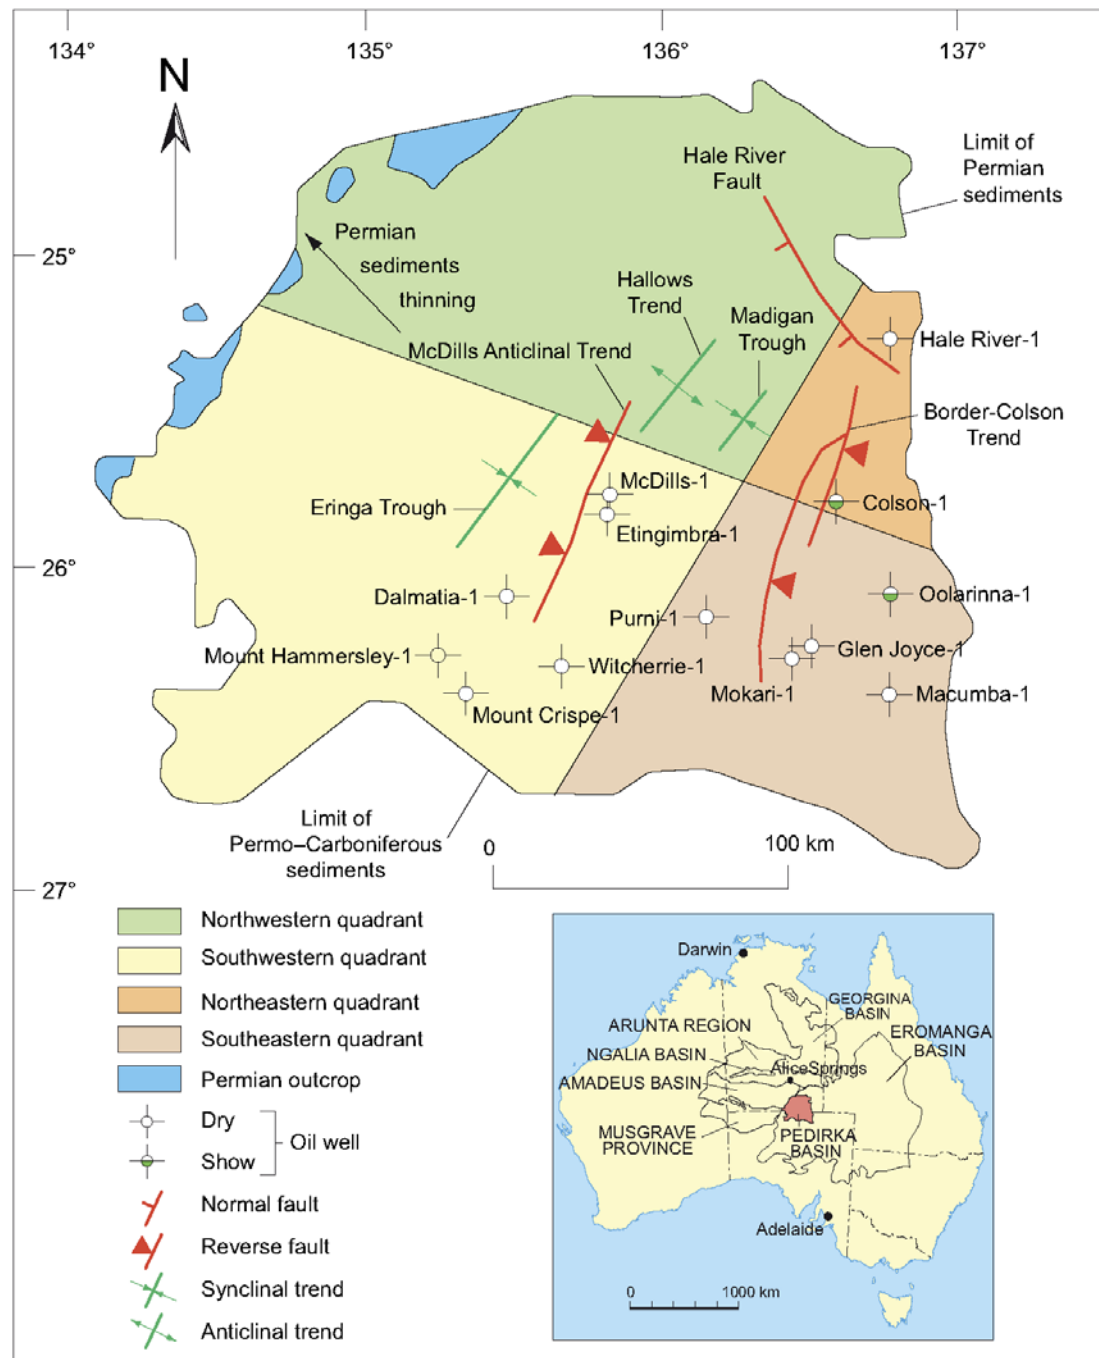 134°
135°
136°
137°
N
Hale River
Fault
Limit of
Permian
sediments
25°
Permian
sediments
thinning
Hallows
Trend
Madigan
Trough
Hale River-1
McDills Anticlinal Trend
Border-Colson
Trend
McDills-1
Eringa Trough
Colson-1
Etingimbra-1
26°
Dalmatia-1
Oolarinna-1
Purni-1
Mount Hammersley-1
Witcherrie-1
Glen Joyce-1
Mokari-1
Macumba-1
Mount Crispe-1
Limit of
Permo–Carboniferous
sediments
0
100 km
27°
Northwestern quadrant
Southwestern quadrant
Northeastern quadrant
Southeastern quadrant
Permian outcrop
Dry
Oil well
Show
Normal fault
Reverse fault
Synclinal trend
Anticlinal trend
Darwin
GEORGINA
BASIN
ARUNTA REGION
EROMANGA
BASIN
NGALIA BASIN
AliceSprings
AMADEUS BASIN
MUSGRAVE
PROVINCE
PEDIRKA
BASIN
Adelaide
0
1000 km